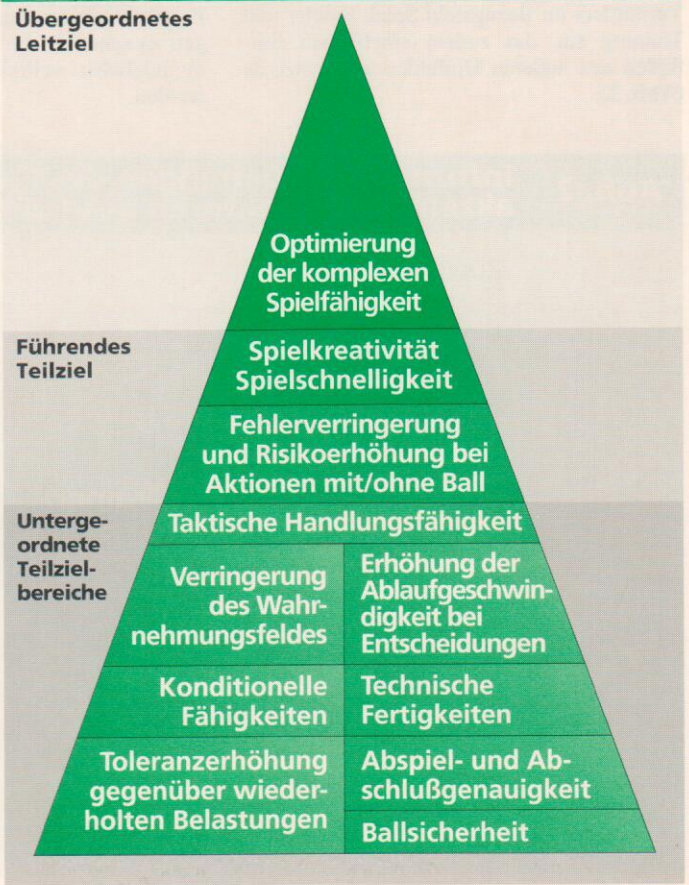 Übergeordnetes
Leitziel
Optimierung
der komplexen
Spielfähigkeit
Führendes
Teilziel
Spielkreativität
Spielschnelligkeit
Fehlerverringerung
und Risikoerhöhung bei
Aktionen mit/ohne Ball
Unterge-
ordnete
Teilziel-
bereiche
Taktische Handlungsfähigkeit
Verringerung
des Wahr-
nehmungsfeldes
Erhöhung der
Ablaufgeschwin-
digkeit bei
Entscheidungen
Konditionelle
Fähigkeiten
Technische
Fertigkeiten
Toleranzerhöhung
gegenüber wieder-
holten Belastungen
Abspiel- und Ab-
schlußgenauigkeit
Ballsicherheit